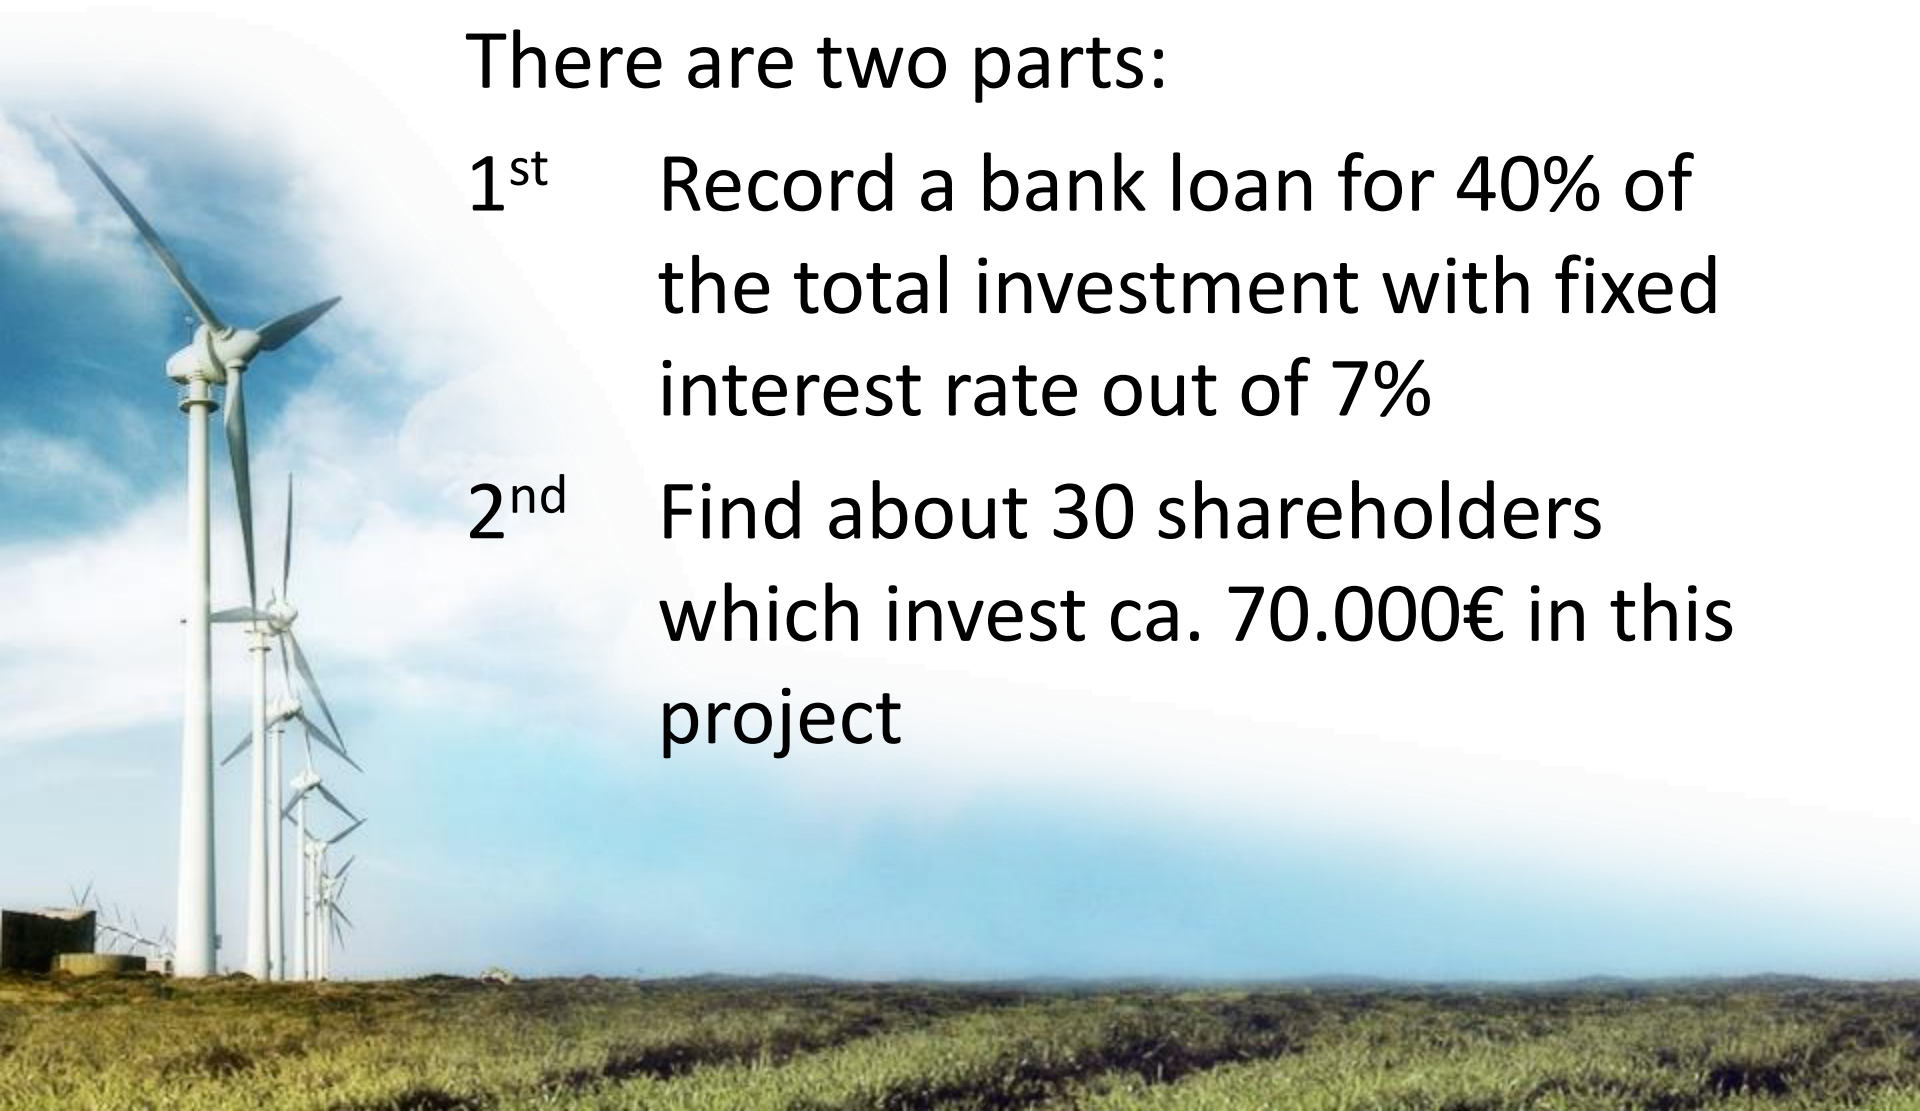 There are two parts:
1st Record a bank loan for 40% of
the total investment with fixed
interest rate out of 7%
2nd Find about 30 shareholders
which invest ca. 70.000€ in this
project